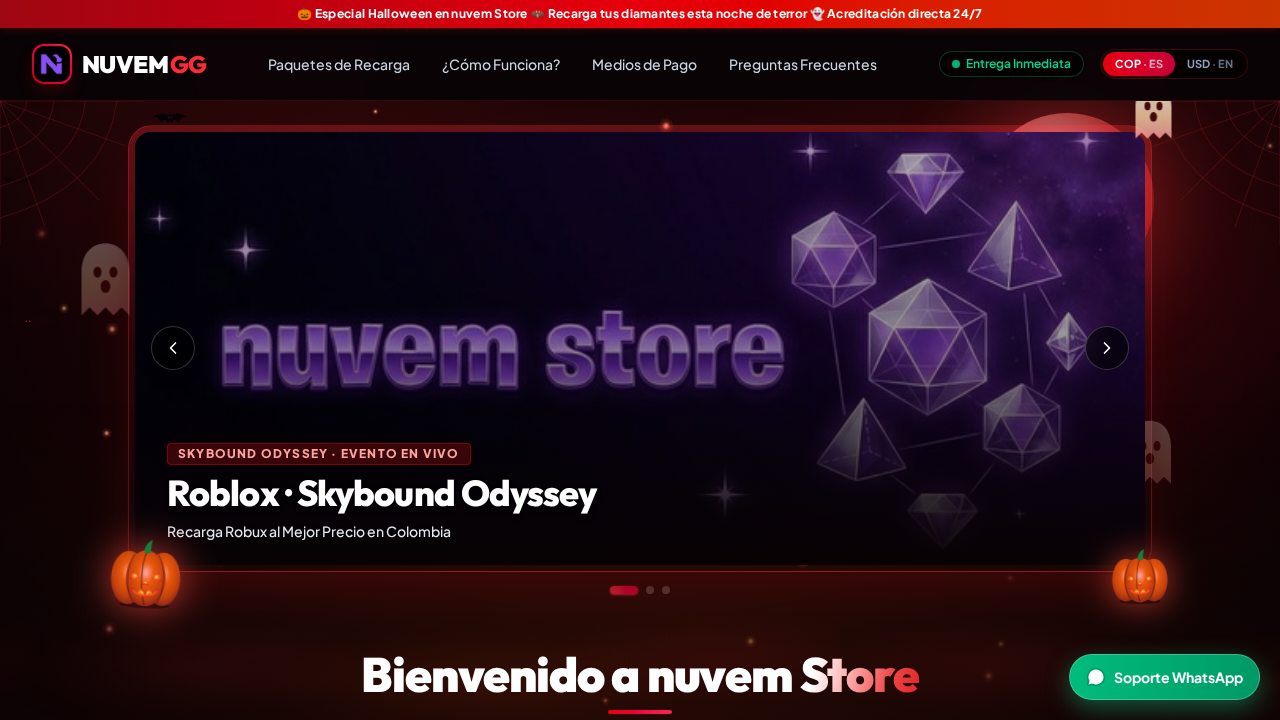 🎃 Especial Halloween en nuvem Store 🦇 Recarga tus diamantes esta noche de terror 👻 Acreditación directa 24/7
NUVEMGG
Paquetes de Recarga
¿Cómo Funciona?
Medios de Pago
Preguntas Frecuentes
Entrega Inmediata
COP · ES
USD · EN
nuvem store
SKYBOUND ODYSSEY · EVENTO EN VIVO
Roblox · Skybound Odyssey
Recarga Robux al Mejor Precio en Colombia
Bienvenido a nuvem Store
Soporte WhatsApp